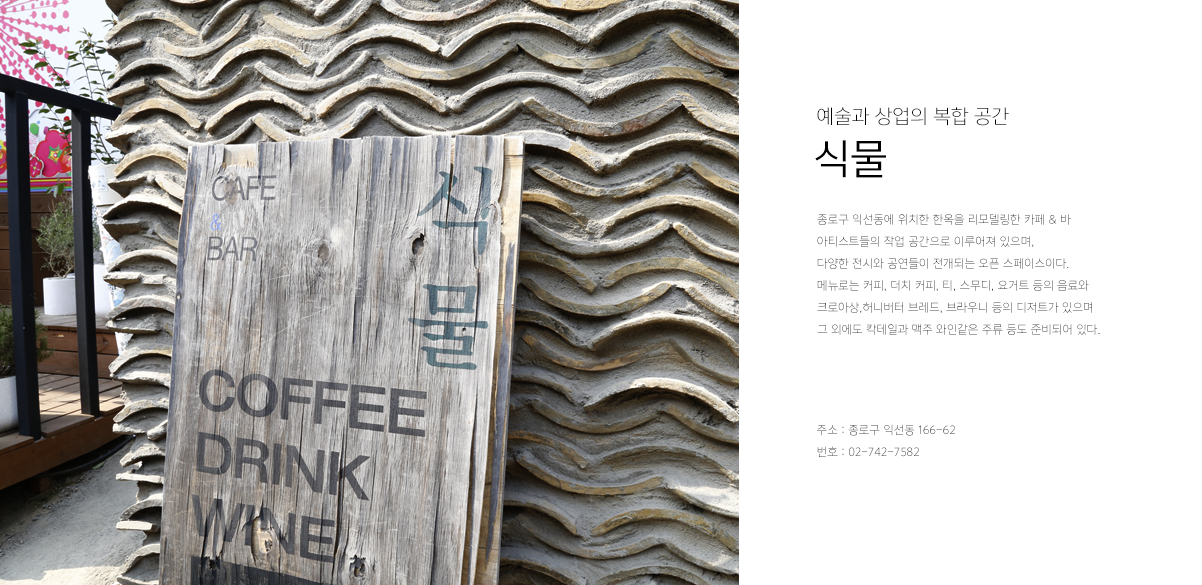 CAFE
&
BAR
식물
COFFEE
DRINK
WINE
예술과 상업의 복합 공간
식물
종로구 익선동에 위치한 한옥을 리모델링한 카페 & 바
아티스트들의 작업 공간으로 이루어져 있으며,
다양한 전시와 공연들이 전개되는 오픈 스페이스이다.
메뉴로는 커피, 더치 커피, 티, 스무디, 요거트 등의 음료와
크로아상,허니버터 브레드, 브라우니 등의 디저트가 있으며
그 외에도 칵테일과 맥주 와인같은 주류 등도 준비되어 있다.
주소 : 종로구 익선동 166-62
번호 : 02-742-7582